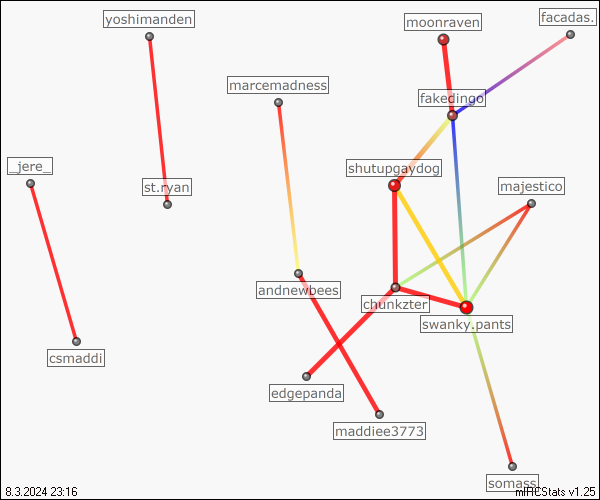 yoshimanden
moonraven
facadas.
marcemadness
fakedingo
_jere_
shutupgaydog
st.ryan
majestico
andnewbees
chunkzter
swanky.pants
csmaddi
edgepanda
maddiee3773
somass
8.3.2024 23:16
mIRCStats v1.25